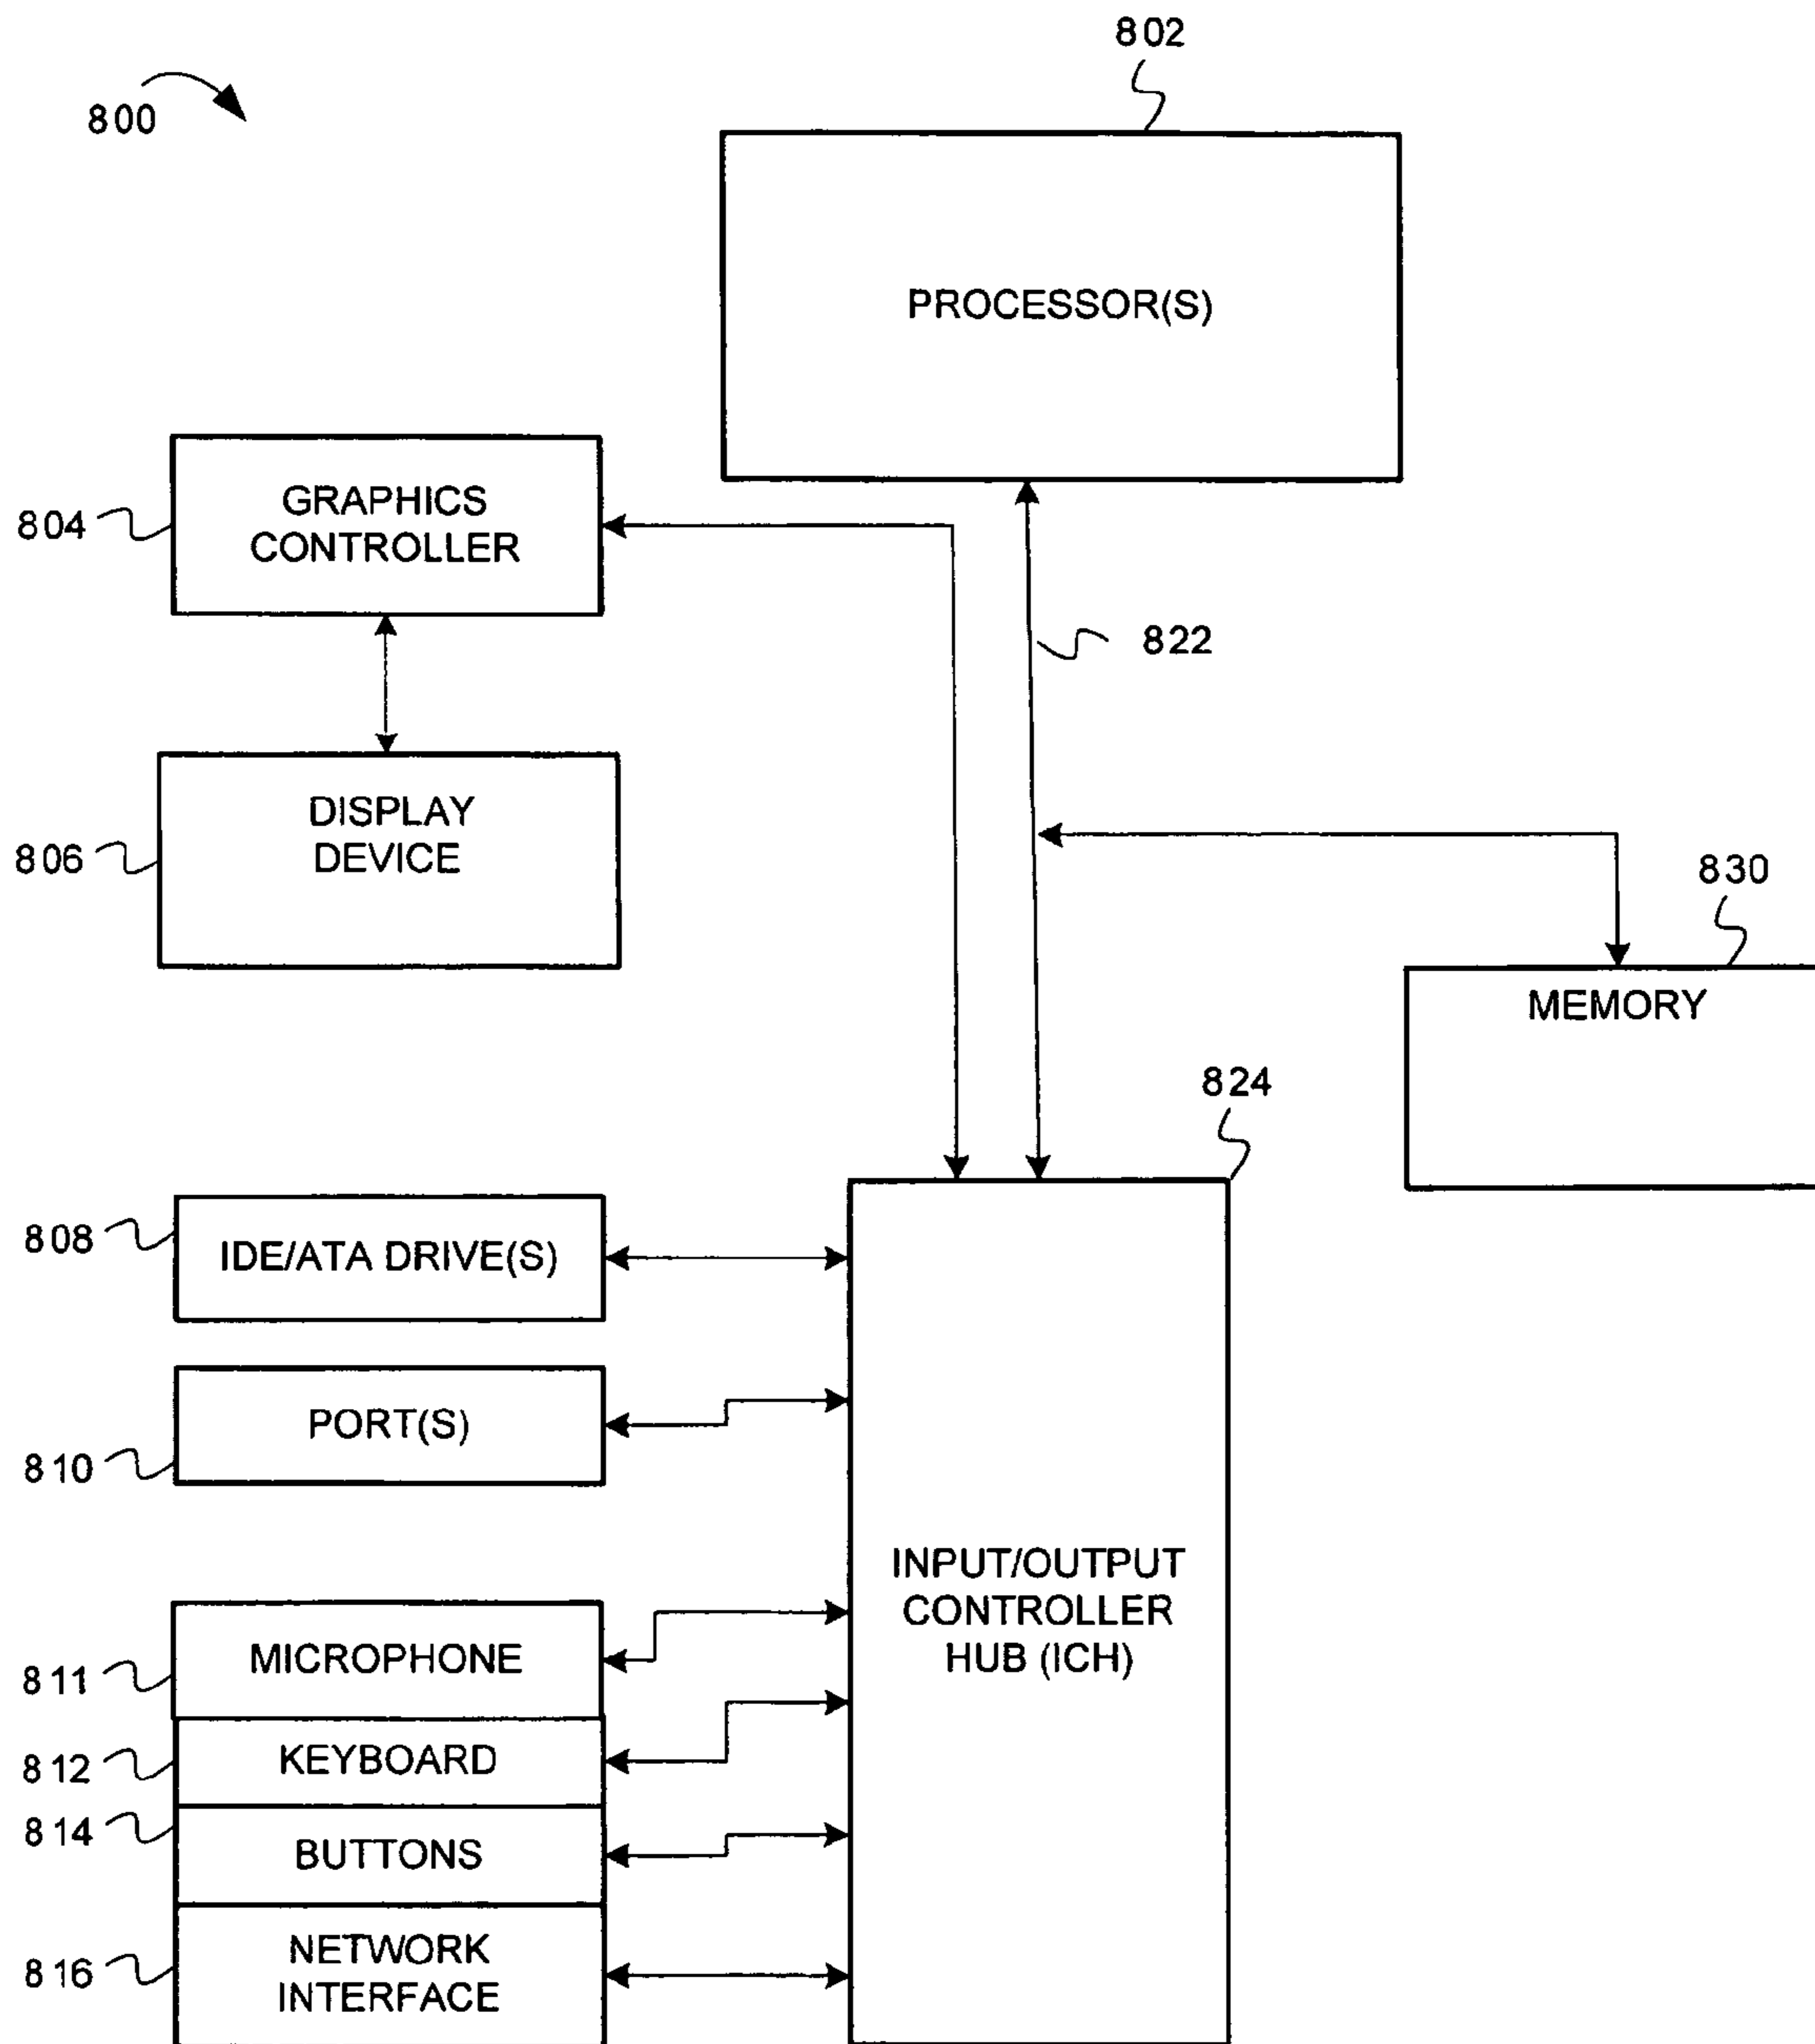 802
800
PROCESSOR(S)
GRAPHICS
CONTROLLER
804
822
DISPLAY
DEVICE
806
830
MEMORY
824
808
IDE/ATA DRIVE(S)
PORT(S)
810
INPUT/OUTPUT
CONTROLLER
HUB (ICH)
MICROPHONE
811
KEYBOARD
812
814
BUTTONS
NETWORK
INTERFACE
816